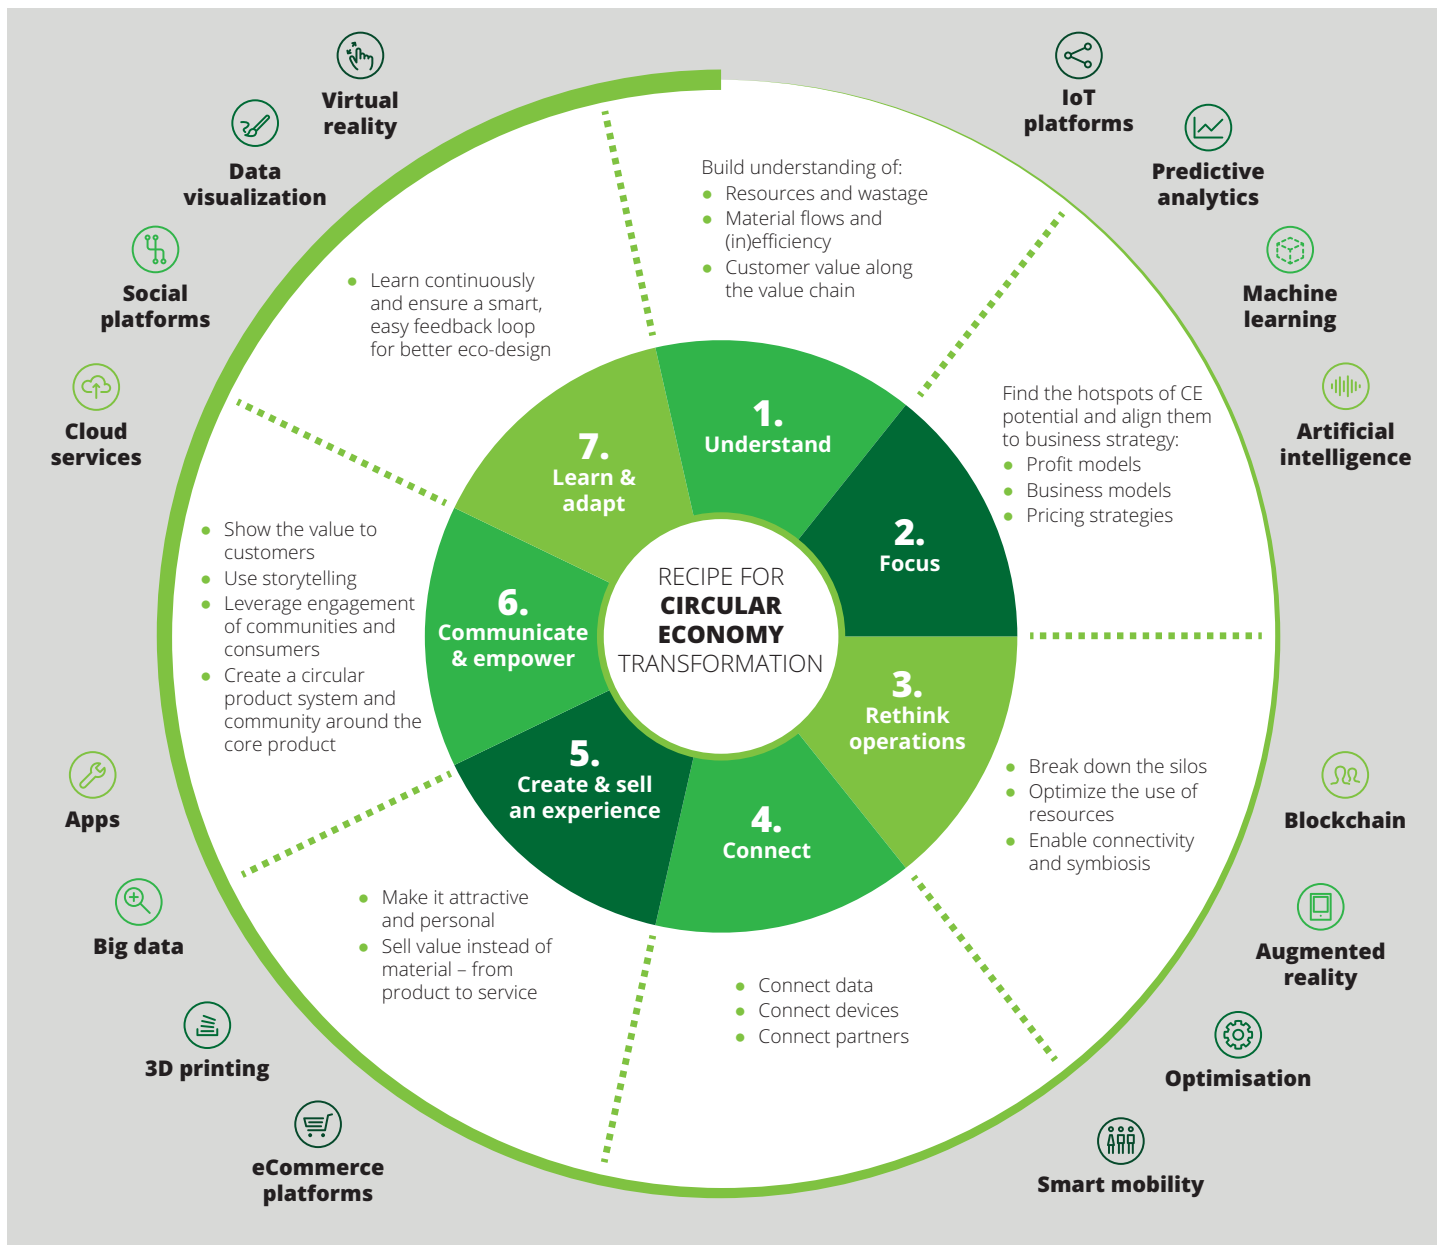 RECIPE FOR
CIRCULAR
ECONOMY
TRANSFORMATION
1.
Understand
Build understanding of:
Resources and wastage
Material flows and
(in)efficiency
Customer value along
the value chain
2.
Focus
Find the hotspots of CE
potential and align them
to business strategy:
Profit models
Business models
Pricing strategies
3.
Rethink
operations
Break down the silos
Optimize the use of
resources
Enable connectivity
and symbiosis
4.
Connect
Connect data
Connect devices
Connect partners
5.
Create & sell
an experience
Make it attractive
and personal
Sell value instead of
material – from
product to service
6.
Communicate
& empower
Show the value to
customers
Use storytelling
Leverage engagement
of communities and
consumers
Create a circular
product system and
community around the
core product
7.
Learn &
adapt
Learn continuously
and ensure a smart,
easy feedback loop
for better eco-design
IoT
platforms
Predictive
analytics
Machine
learning
Artificial
intelligence
Blockchain
Augmented
reality
Optimisation
Smart mobility
eCommerce
platforms
3D printing
Big data
Apps
Cloud
services
Social
platforms
Data
visualization
Virtual
reality